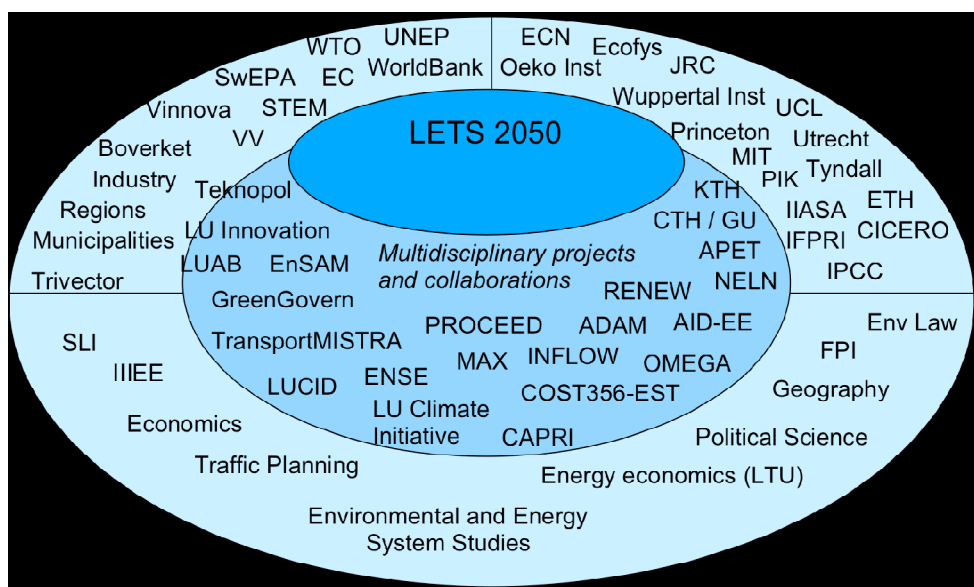 WTO
UNEP
SwEPA
EC
WorldBank
Vinnova
STEM
Boverket
VV
Industry
Regions
Municipalities
Trivector
ECN
Ecofys
Oeko Inst
JRC
Wuppertal Inst
UCL
Princeton
Utrecht
MIT
Tyndall
PIK
ETH
IIASA
CICERO
IFPRI
IPCC
LETS 2050
Teknopol
KTH
LU Innovation
CTH / GU
LUAB
EnSAM
Multidisciplinary projects
and collaborations
APET
NELN
GreenGovern
RENEW
TransportMISTRA
PROCEED
ADAM
AID-EE
MAX
INFLOW
OMEGA
LUCID
ENSE
COST356-EST
LU Climate
Initiative
CAPRI
SLI
IIIEE
Economics
Traffic Planning
Environmental and Energy
System Studies
Env Law
FPI
Geography
Political Science
Energy economics (LTU)